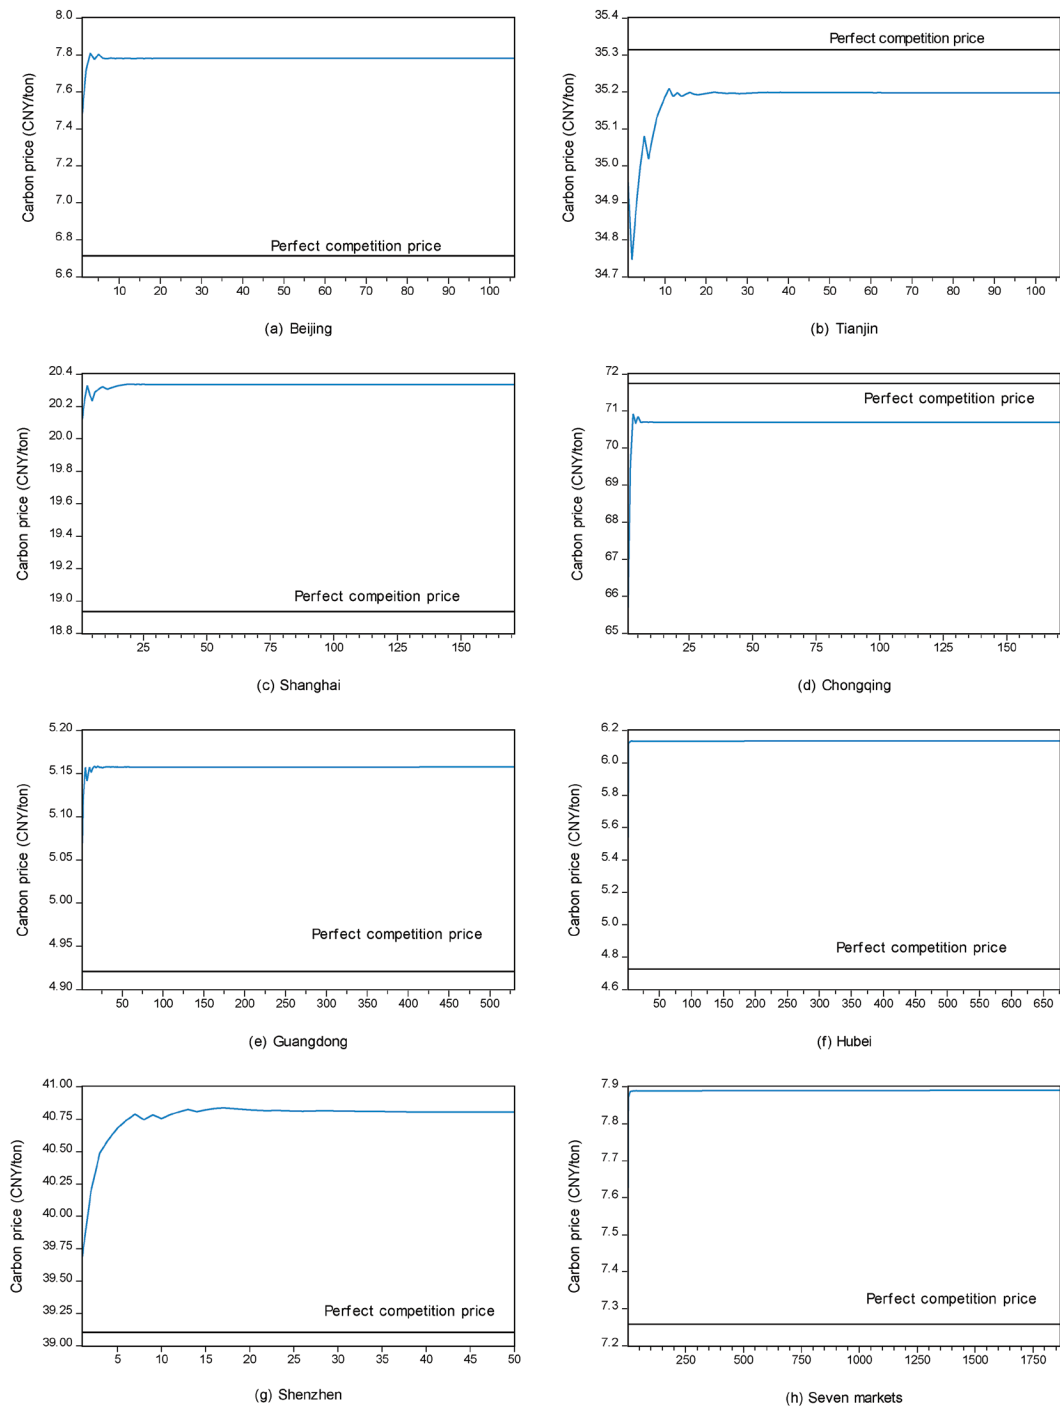 8.0
7.8
7.6
7.4
7.2
7.0
6.8
6.6
Carbon price (CNY/ton)
Perfect competition price
10 20 30 40 50 60 70 80 90 100
(a) Beijing
35.4
35.3
35.2
35.1
35.0
34.9
34.8
34.7
Carbon price (CNY/ton)
Perfect competition price
10 20 30 40 50 60 70 80 90 100
(b) Tianjin
20.4
20.2
20.0
19.8
19.6
19.4
19.2
19.0
18.8
Carbon price (CNY/ton)
Perfect compeition price
25 50 75 100 125 150
(c) Shanghai
72
71
70
69
68
67
66
65
Carbon price (CNY/ton)
Perfect competition price
25 50 75 100 125 150
(d) Chongqing
5.20
5.15
5.10
5.05
5.00
4.95
4.90
Carbon price (CNY/ton)
Perfect competition price
50 100 150 200 250 300 350 400 450 500
(e) Guangdong
6.2
6.0
5.8
5.6
5.4
5.2
5.0
4.8
4.6
Carbon price (CNY/ton)
Perfect competition price
50 100 150 200 250 300 350 400 450 500 550 600 650
(f) Hubei
41.00
40.75
40.50
40.25
40.00
39.75
39.50
39.25
39.00
Carbon price (CNY/ton)
Perfect competition price
5 10 15 20 25 30 35 40 45 50
(g) Shenzhen
7.9
7.8
7.7
7.6
7.5
7.4
7.3
7.2
Carbon price (CNY/ton)
Perfect competition price
250 500 750 1000 1250 1500 1750
(h) Seven markets